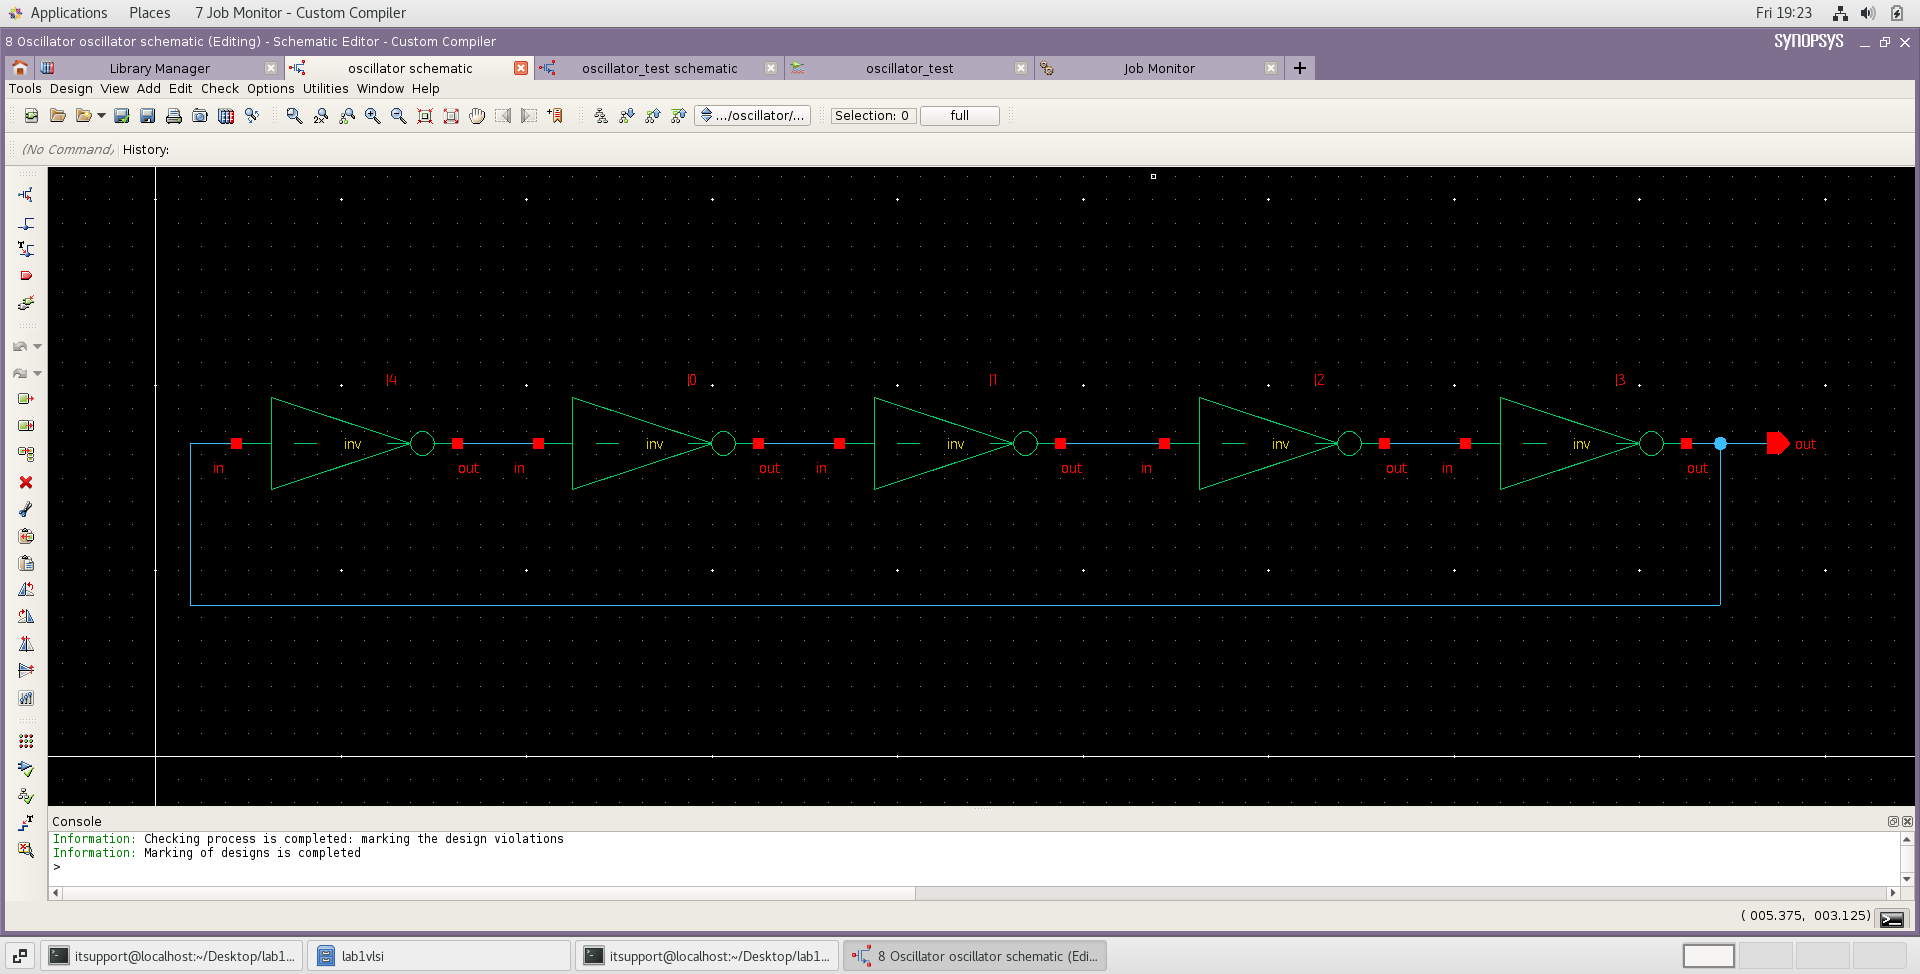 Applications Places 7 Job Monitor - Custom Compiler Fri 19:23
8 Oscillator oscillator schematic (Editing) - Schematic Editor - Custom Compiler SYNOPSYS
Library Manager oscillator schematic oscillator_test schematic oscillator_test Job Monitor
Tools Design View Add Edit Check Options Utilities Window Help
.../oscillator/... Selection: 0 full
(No Command) History:
I4 I0 I1 I2 I3
inv inv inv inv inv out
in out in out in out in out in out
Console
Information: Checking process is completed: marking the design violations
Information: Marking of designs is completed
>
( 005.375, 003.125)
itsupport@localhost:~/Desktop/lab1... lab1vlsi itsupport@localhost:~/Desktop/lab1... 8 Oscillator oscillator schematic (Edi...